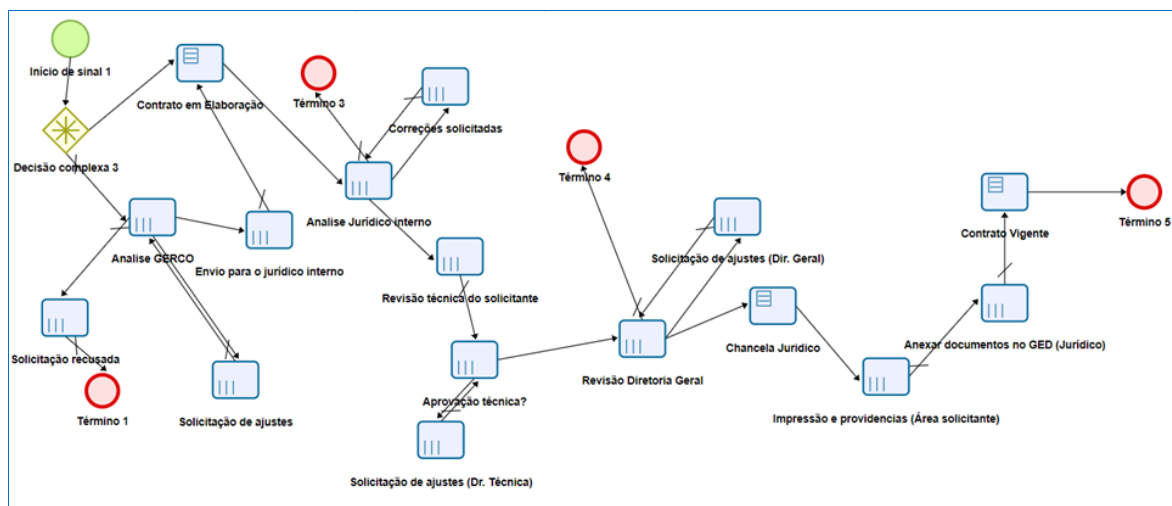 Início de sinal 1
Contrato em Elaboração
Término 3
Correções solicitadas
Decisão complexa 3
Término 4
Analise Jurídico interno
Contrato Vigente
Término 5
Analise GERCO
Envio para o jurídico interno
Solicitação de ajustes (Dir. Geral)
Revisão técnica do solicitante
Solicitação recusada
Chancela Jurídico
Anexar documentos no GED (Jurídico)
Revisão Diretoria Geral
Aprovação técnica?
Término 1
Solicitação de ajustes
Impressão e providencias (Área solicitante)
Solicitação de ajustes (Dr. Técnica)